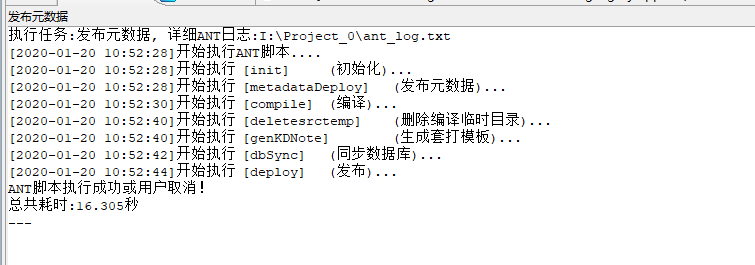 发布元数据
执行任务:发布元数据, 详细ANT日志:I:\Project_0\ant_log.txt
[2020-01-20 10:52:28]开始执行ANT脚本....
[2020-01-20 10:52:28]开始执行 [init] (初始化)...
[2020-01-20 10:52:28]开始执行 [metadataDeploy] (发布元数据)...
[2020-01-20 10:52:30]开始执行 [compile] (编译)...
[2020-01-20 10:52:40]开始执行 [deletesrctemp] (删除编译临时目录)...
[2020-01-20 10:52:40]开始执行 [genKDNote] (生成套打模板)...
[2020-01-20 10:52:42]开始执行 [dbSync] (同步数据库)...
[2020-01-20 10:52:44]开始执行 [deploy] (发布)...
ANT脚本执行成功或用户取消!
总共耗时:16.305秒
---